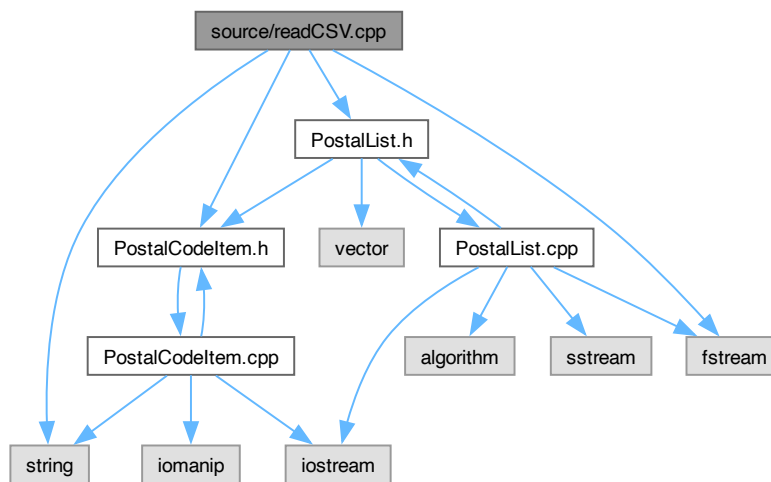 source/readCSV.cpp
PostalList.h
PostalCodeItem.h
vector
PostalList.cpp
PostalCodeItem.cpp
algorithm
sstream
fstream
string
iomanip
iostream